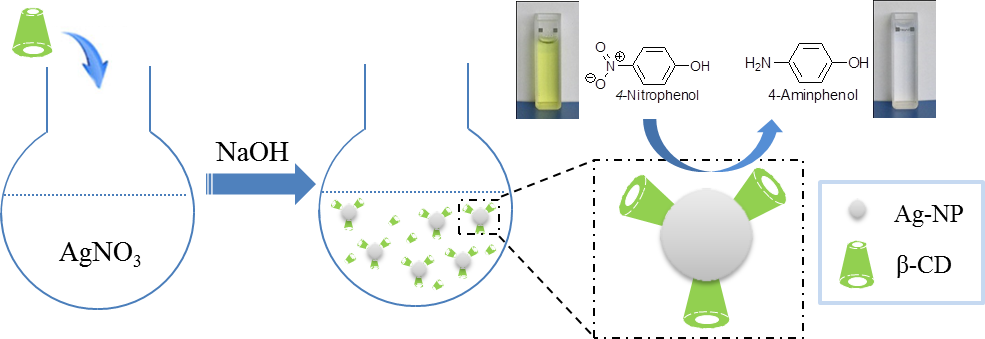 NaOH
AgNO₃
N
⊕
O
⊖O
OH
4-Nitrophenol
H₂N
OH
4-Aminphenol
Ag-NP
β-CD